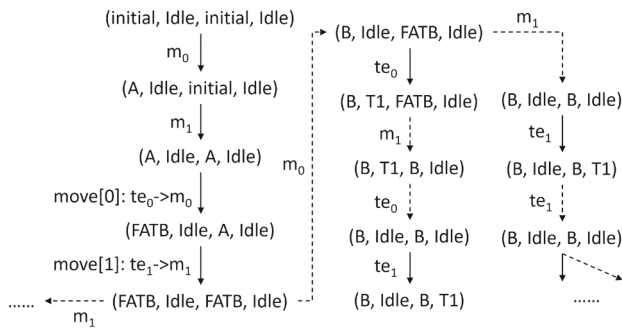 (initial, Idle, initial, Idle)
m0
(A, Idle, initial, Idle)
m1
(A, Idle, A, Idle)
move[0]: te0->m0
(FATB, Idle, A, Idle)
move[1]: te1->m1
(FATB, Idle, FATB, Idle)
m1
......
m0
(B, Idle, FATB, Idle)
te0
(B, T1, FATB, Idle)
m1
(B, T1, B, Idle)
te0
(B, Idle, B, Idle)
te1
(B, Idle, B, T1)
m1
(B, Idle, B, Idle)
te1
(B, Idle, B, T1)
te1
(B, Idle, B, Idle)
......